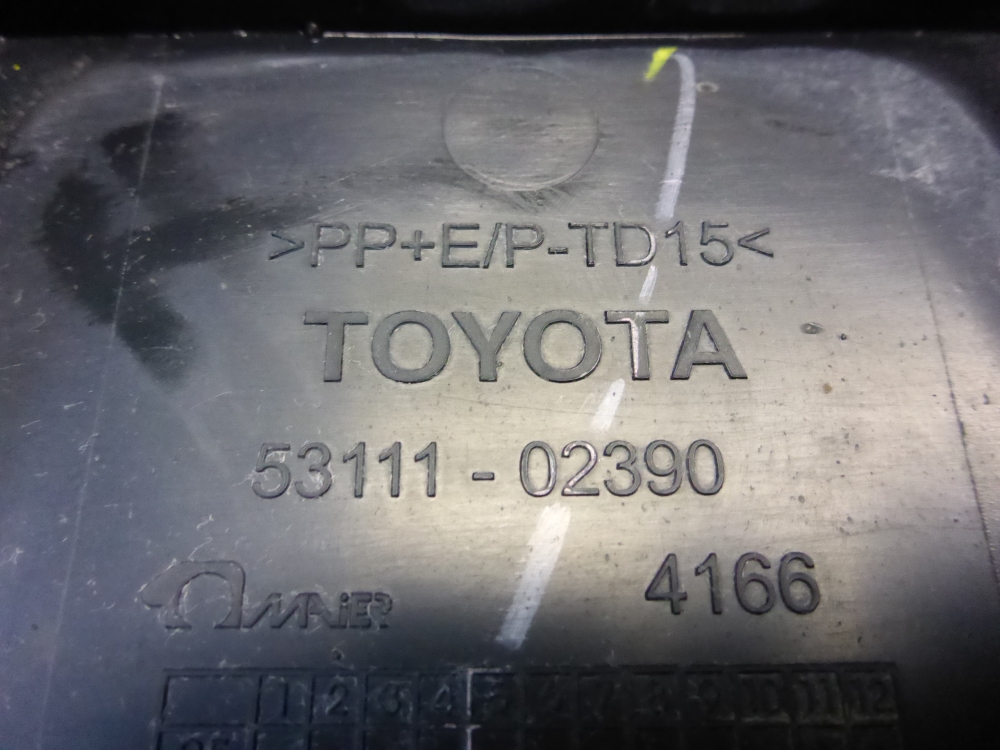 >PP+E/P-TD15<
TOYOTA
53111-02390
MAIER 4166
1 2 3 4 5 6 7 8 9 10 11 12